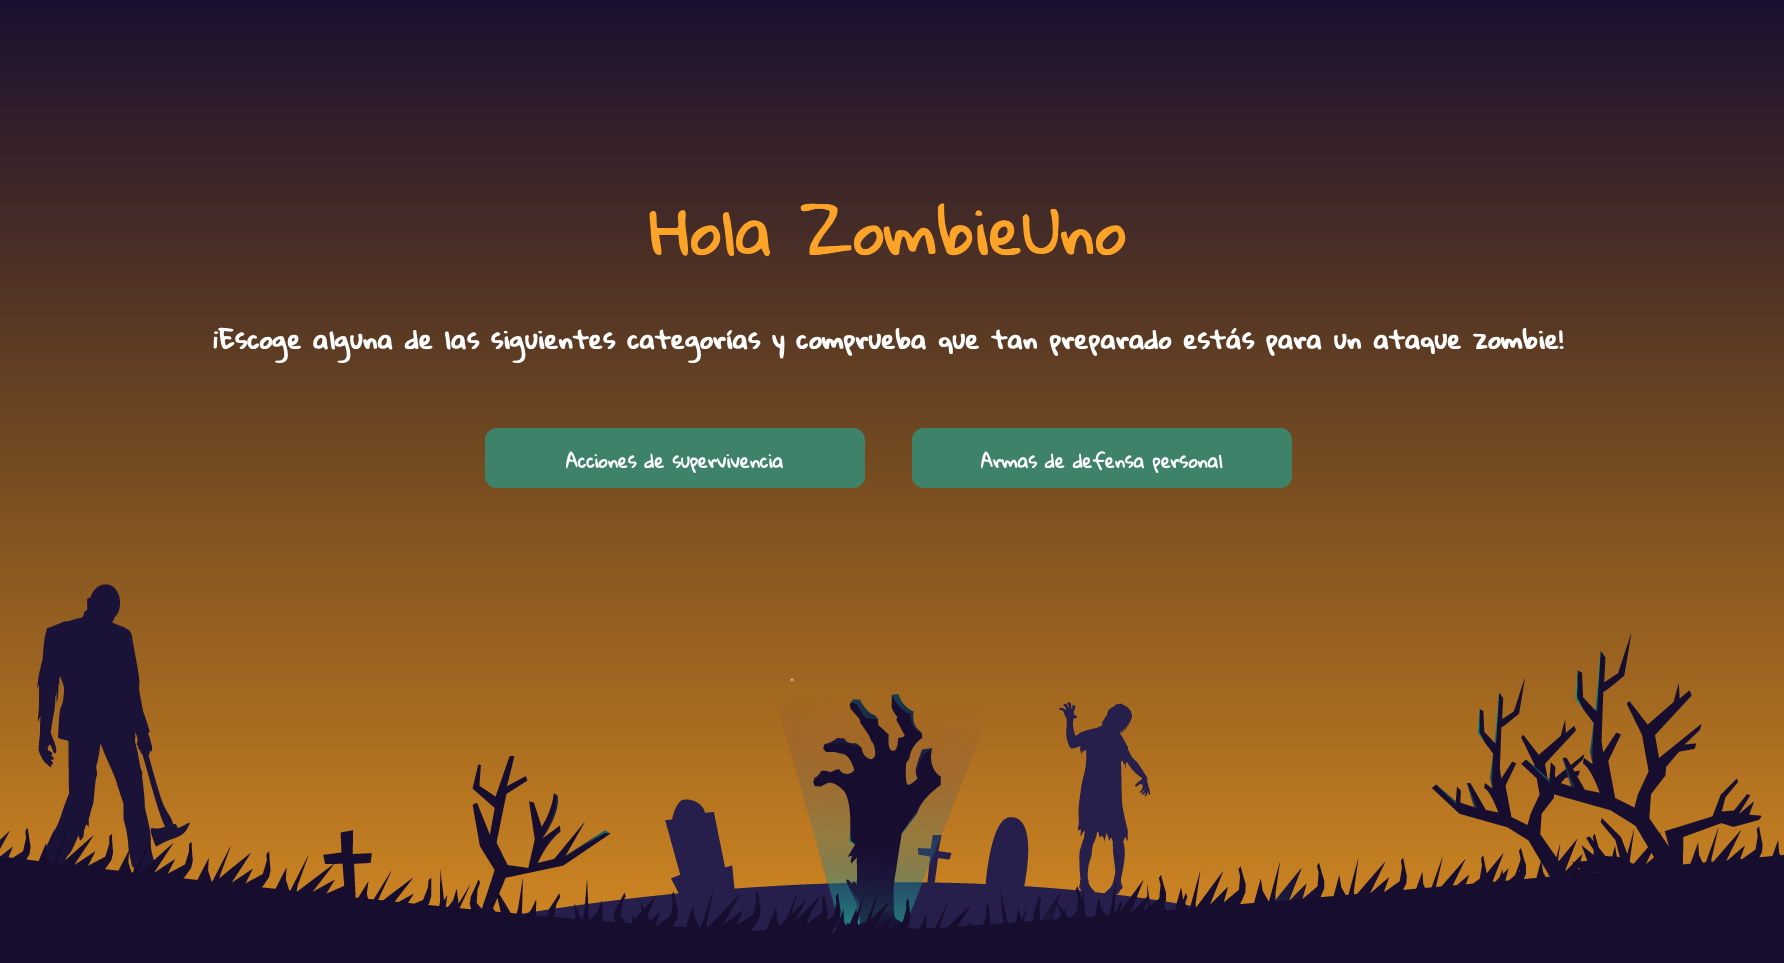 Hola ZombieUno
¡Escoge alguna de las siguientes categorías y comprueba que tan preparado estás para un ataque zombie!
Acciones de supervivencia
Armas de defensa personal